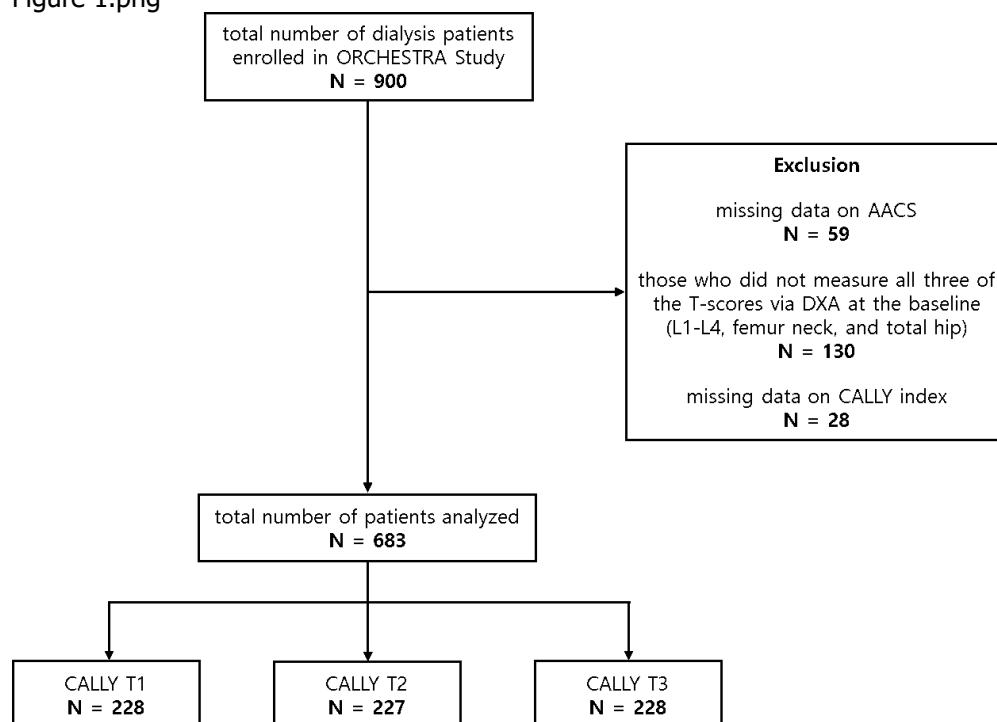 Figure 1.png
total number of dialysis patients
enrolled in ORCHESTRA Study
N = 900
Exclusion
missing data on AACS
N = 59
those who did not measure all three of
the T-scores via DXA at the baseline
(L1-L4, femur neck, and total hip)
N = 130
missing data on CALLY index
N = 28
total number of patients analyzed
N = 683
CALLY T1
N = 228
CALLY T2
N = 227
CALLY T3
N = 228